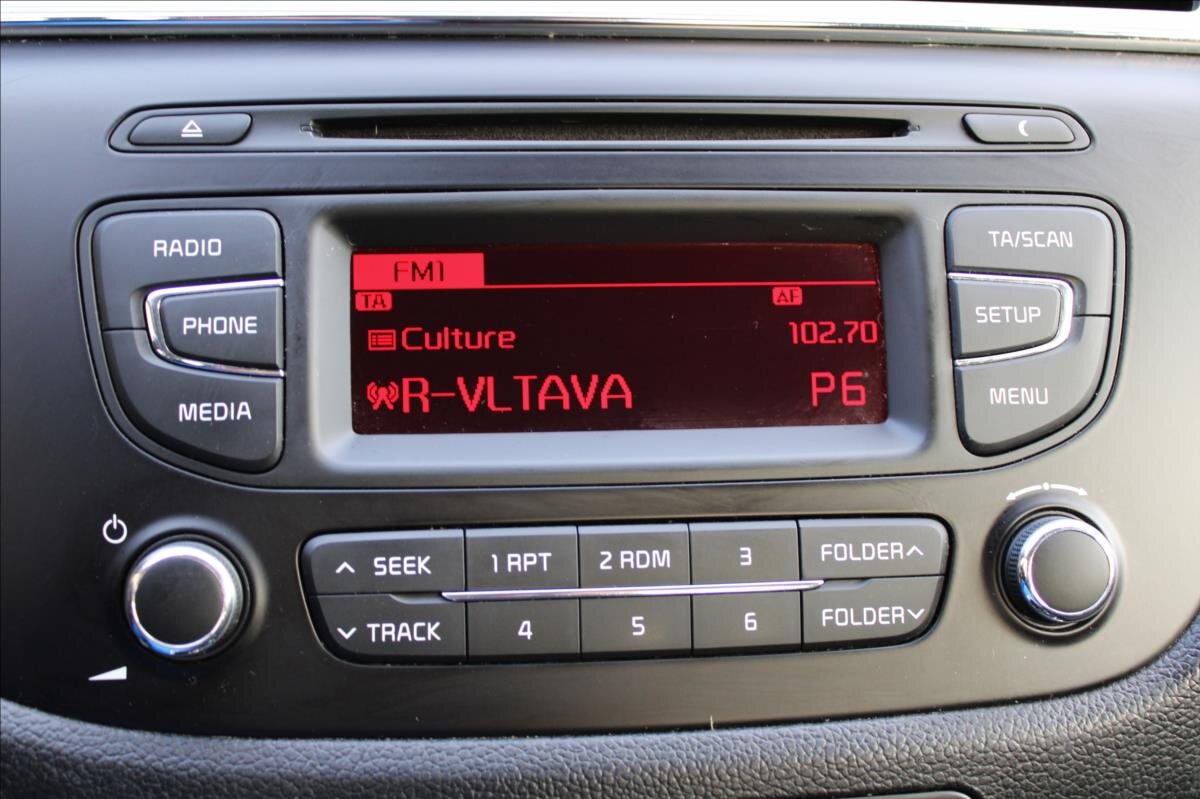 RADIO
PHONE
MEDIA
FM1
TA
AF
Culture 102.70
R-VLTAVA P6
TA/SCAN
SETUP
MENU
SEEK
1 RPT
2 RDM
3
FOLDER
TRACK
4
5
6
FOLDER